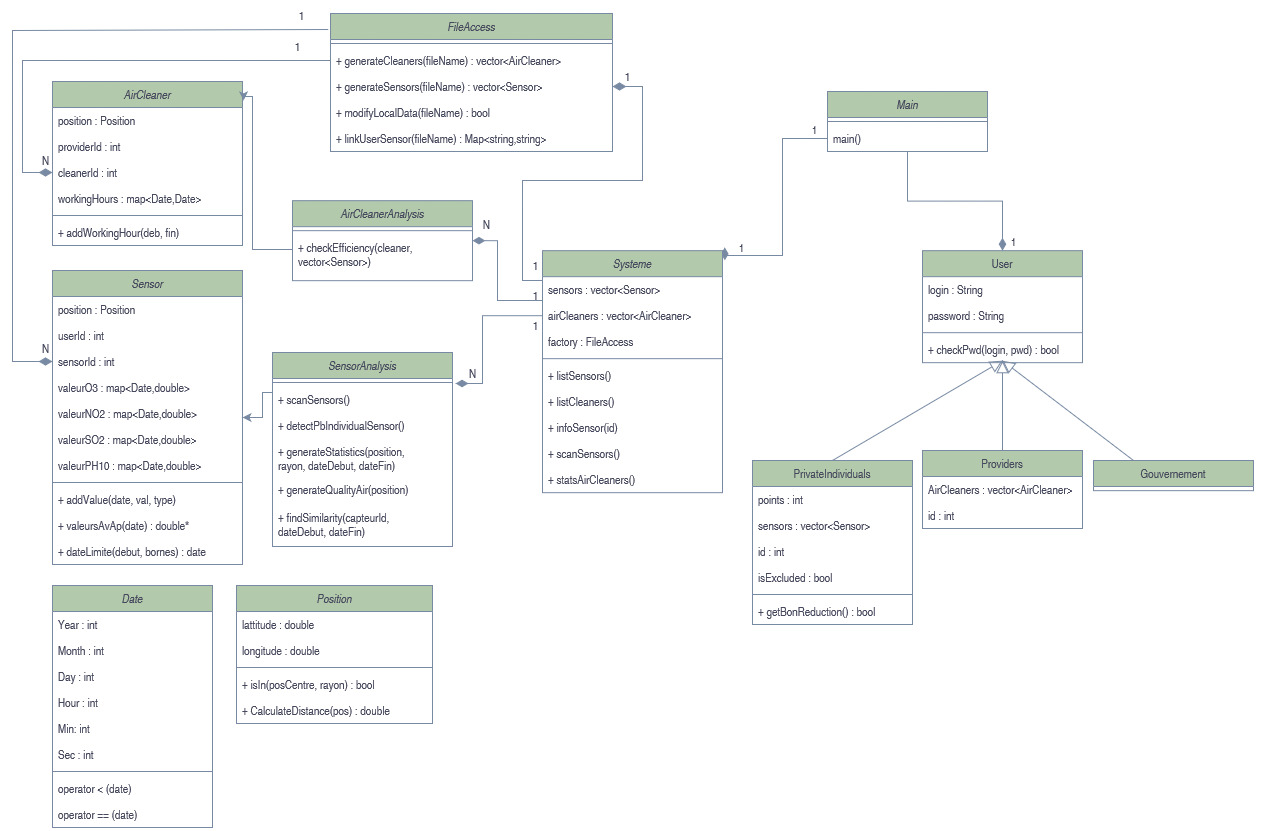 1
FileAccess
+ generateCleaners(fileName) : vector<AirCleaner>
+ generateSensors(fileName) : vector<Sensor>
+ modifyLocalData(fileName) : bool
+ linkUserSensor(fileName) : Map<string,string>
1
1
AirCleaner
position : Position
providerId : int
cleanerId : int
workingHours : map<Date,Date>
+ addWorkingHour(deb, fin)
N
Main
main()
1
AirCleanerAnalysis
+ checkEfficiency(cleaner,
vector<Sensor>)
N
Systeme
sensors : vector<Sensor>
airCleaners : vector<AirCleaner>
factory : FileAccess
+ listSensors()
+ listCleaners()
+ infoSensor(id)
+ scanSensors()
+ statsAirCleaners()
1
1
1
1
User
login : String
password : String
+ checkPwd(login, pwd) : bool
1
Sensor
position : Position
userId : int
sensorId : int
valeurO3 : map<Date,double>
valeurNO2 : map<Date,double>
valeurSO2 : map<Date,double>
valeurPH10 : map<Date,double>
+ addValue(date, val, type)
+ valeursAvAp(date) : double*
+ dateLimite(debut, bornes) : date
N
SensorAnalysis
+ scanSensors()
+ detectPbIndividualSensor()
+ generateStatistics(position,
rayon, dateDebut, dateFin)
+ generateQualityAir(position)
+ findSimilarity(capteurId,
dateDebut, dateFin)
N
PrivateIndividuals
points : int
sensors : vector<Sensor>
id : int
isExcluded : bool
+ getBonReduction() : bool
Providers
AirCleaners : vector<AirCleaner>
id : int
Gouvernement
Date
Year : int
Month : int
Day : int
Hour : int
Min: int
Sec : int
operator < (date)
operator == (date)
Position
lattitude : double
longitude : double
+ isIn(posCentre, rayon) : bool
+ CalculateDistance(pos) : double